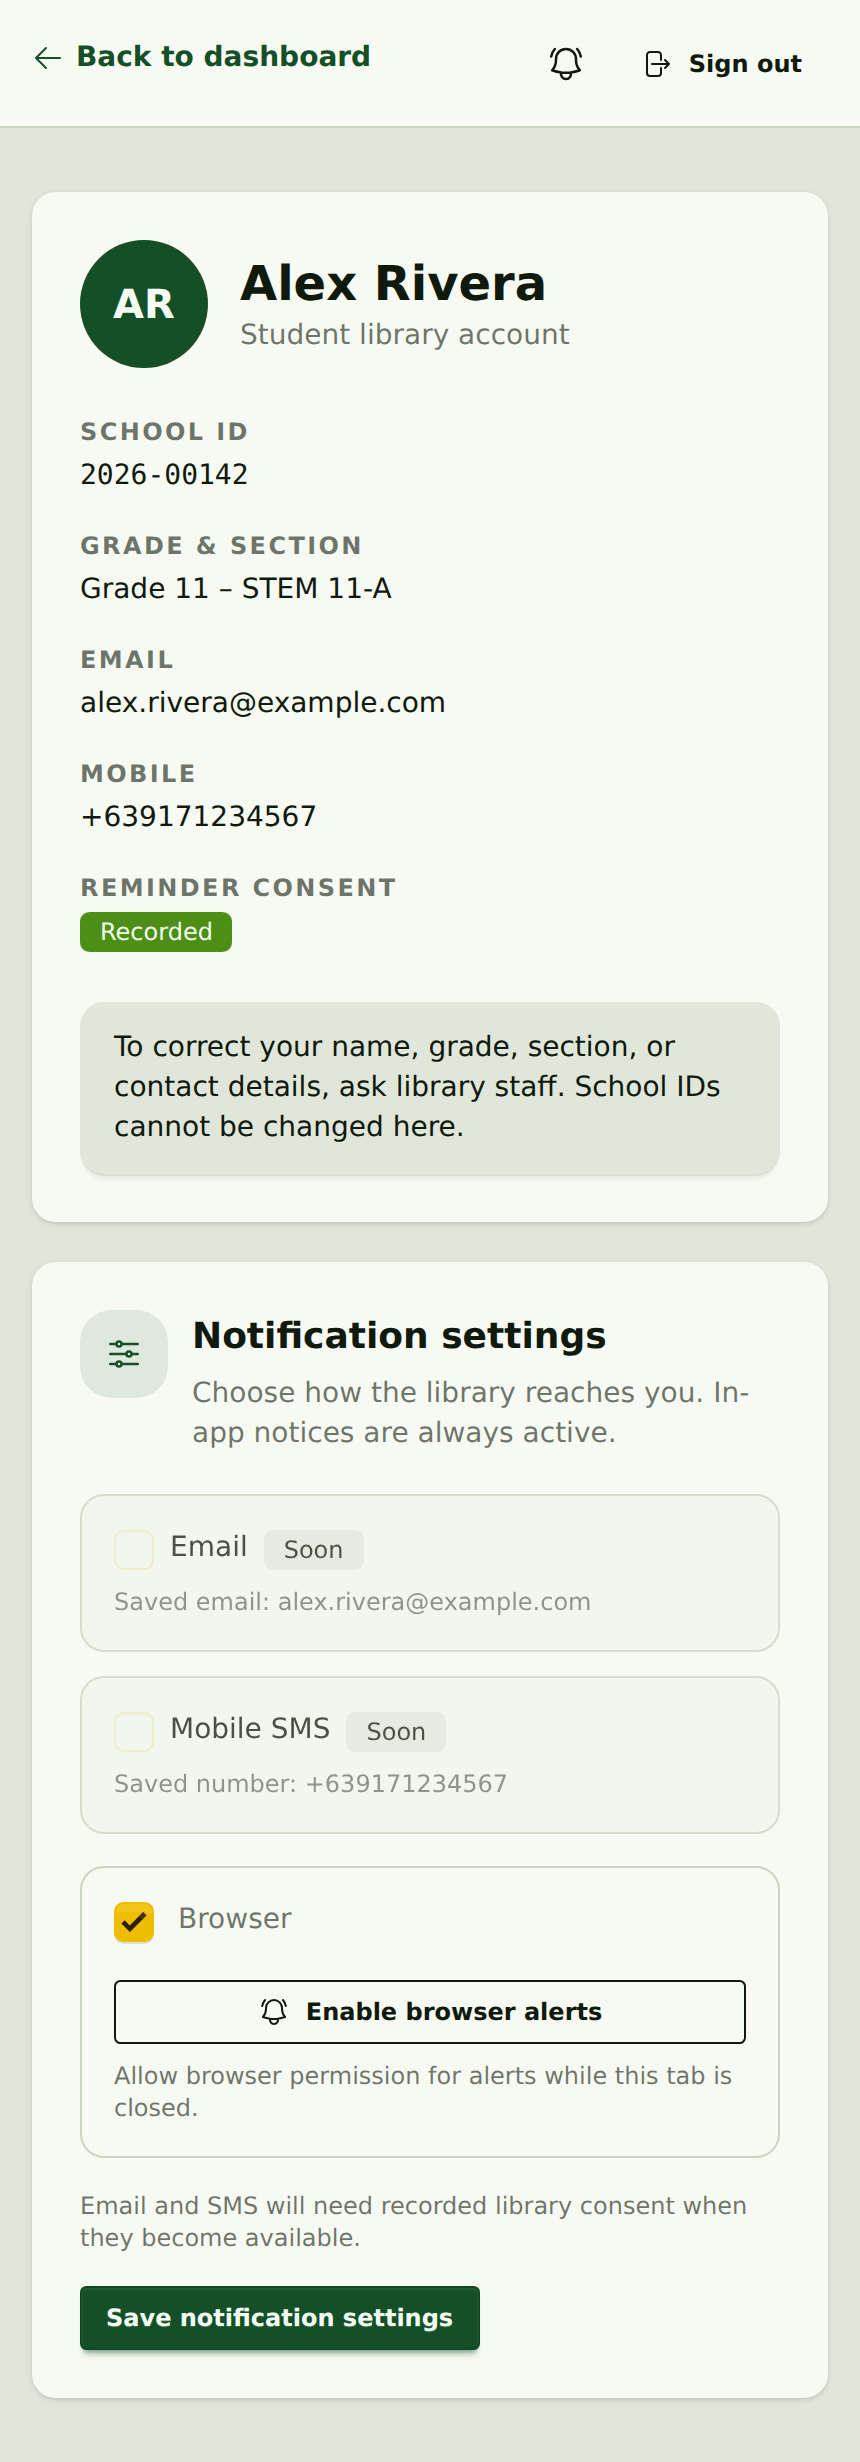 Back to dashboard
Sign out
AR
Alex Rivera
Student library account
SCHOOL ID
2026-00142
GRADE & SECTION
Grade 11 – STEM 11-A
EMAIL
alex.rivera@example.com
MOBILE
+639171234567
REMINDER CONSENT
Recorded
To correct your name, grade, section, or
contact details, ask library staff. School IDs
cannot be changed here.
Notification settings
Choose how the library reaches you. In-
app notices are always active.
Email Soon
Saved email: alex.rivera@example.com
Mobile SMS Soon
Saved number: +639171234567
Browser
Enable browser alerts
Allow browser permission for alerts while this tab is
closed.
Email and SMS will need recorded library consent when
they become available.
Save notification settings